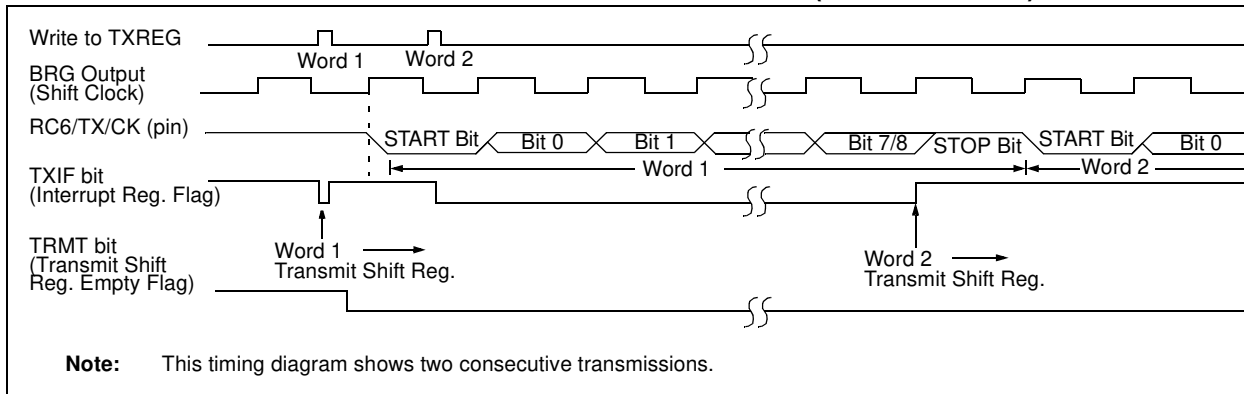 Write to TXREG
Word 1
Word 2
BRG Output
(Shift Clock)
RC6/TX/CK (pin)
START Bit
Bit 0
Bit 1
Bit 7/8
STOP Bit
START Bit
Bit 0
Word 1
Word 2
TXIF bit
(Interrupt Reg. Flag)
Word 1
Transmit Shift Reg.
Word 2
Transmit Shift Reg.
TRMT bit
(Transmit Shift
Reg. Empty Flag)
Note: This timing diagram shows two consecutive transmissions.